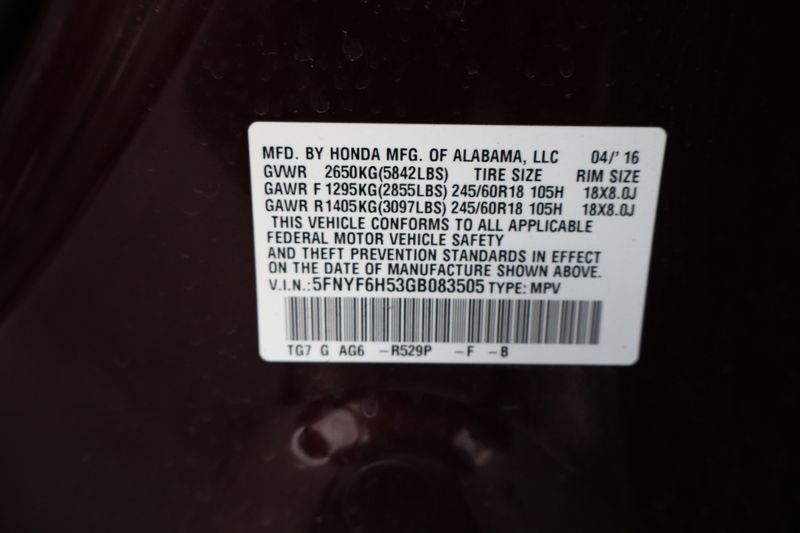 MFD. BY HONDA MFG. OF ALABAMA, LLC 04/' 16
GVWR 2650KG(5842LBS) TIRE SIZE RIM SIZE
GAWR F 1295KG(2855LBS) 245/60R18 105H 18X8.0J
GAWR R1405KG(3097LBS) 245/60R18 105H 18X8.0J
THIS VEHICLE CONFORMS TO ALL APPLICABLE
FEDERAL MOTOR VEHICLE SAFETY
AND THEFT PREVENTION STANDARDS IN EFFECT
ON THE DATE OF MANUFACTURE SHOWN ABOVE.
V.I.N.: 5FNYF6H53GB083505 TYPE: MPV
TG7 G AG6 -R529P -F -B